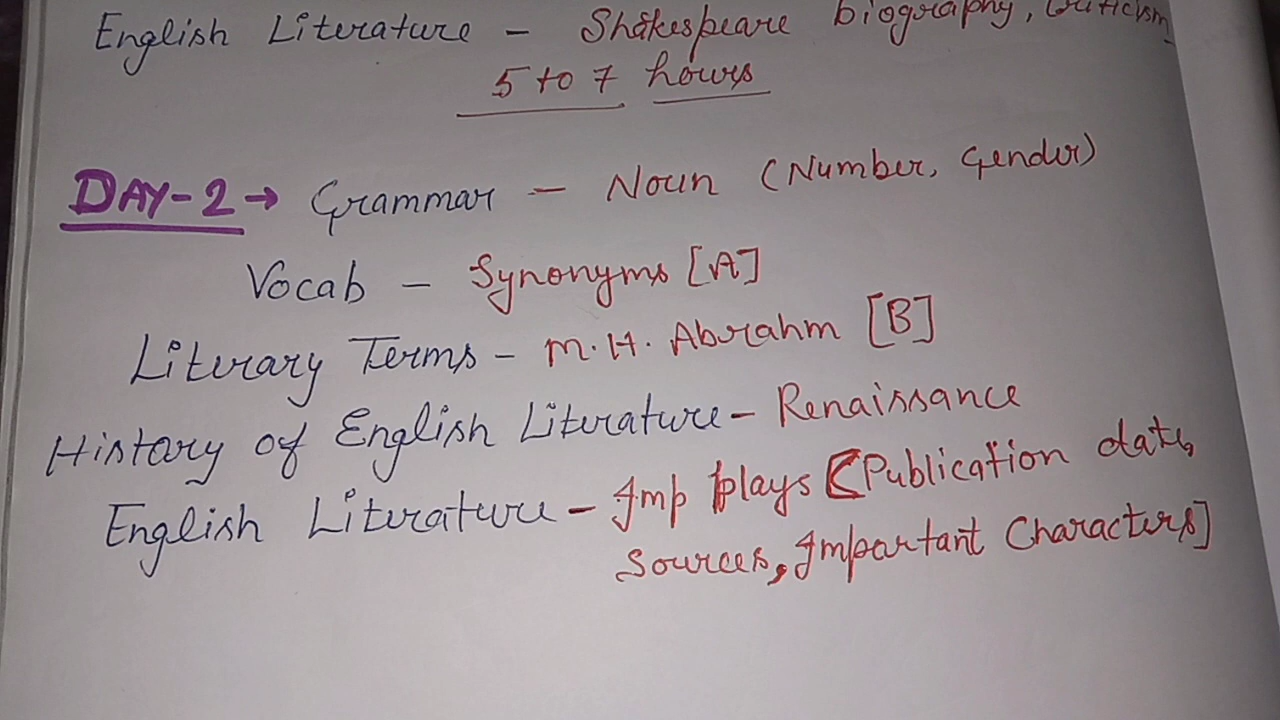 English Literature - Shakespeare biography, Criticism
5 to 7 hours
DAY-2 → Grammar - Noun (Number, Gender)
Vocab - Synonyms [A]
Literary Terms - M.H. Abrahm [B]
History of English Literature - Renaissance
English Literature - Imp plays [Publication date,
Sources, Impartant Characters]